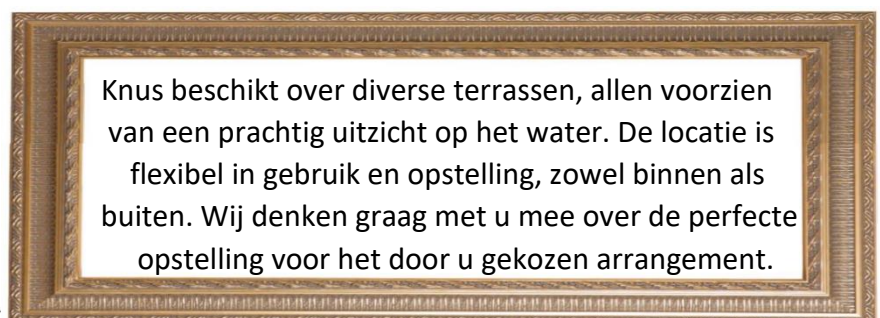 Knus beschikt over diverse terrassen, allen voorzien
van een prachtig uitzicht op het water. De locatie is
flexibel in gebruik en opstelling, zowel binnen als
buiten. Wij denken graag met u mee over de perfecte
opstelling voor het door u gekozen arrangement.